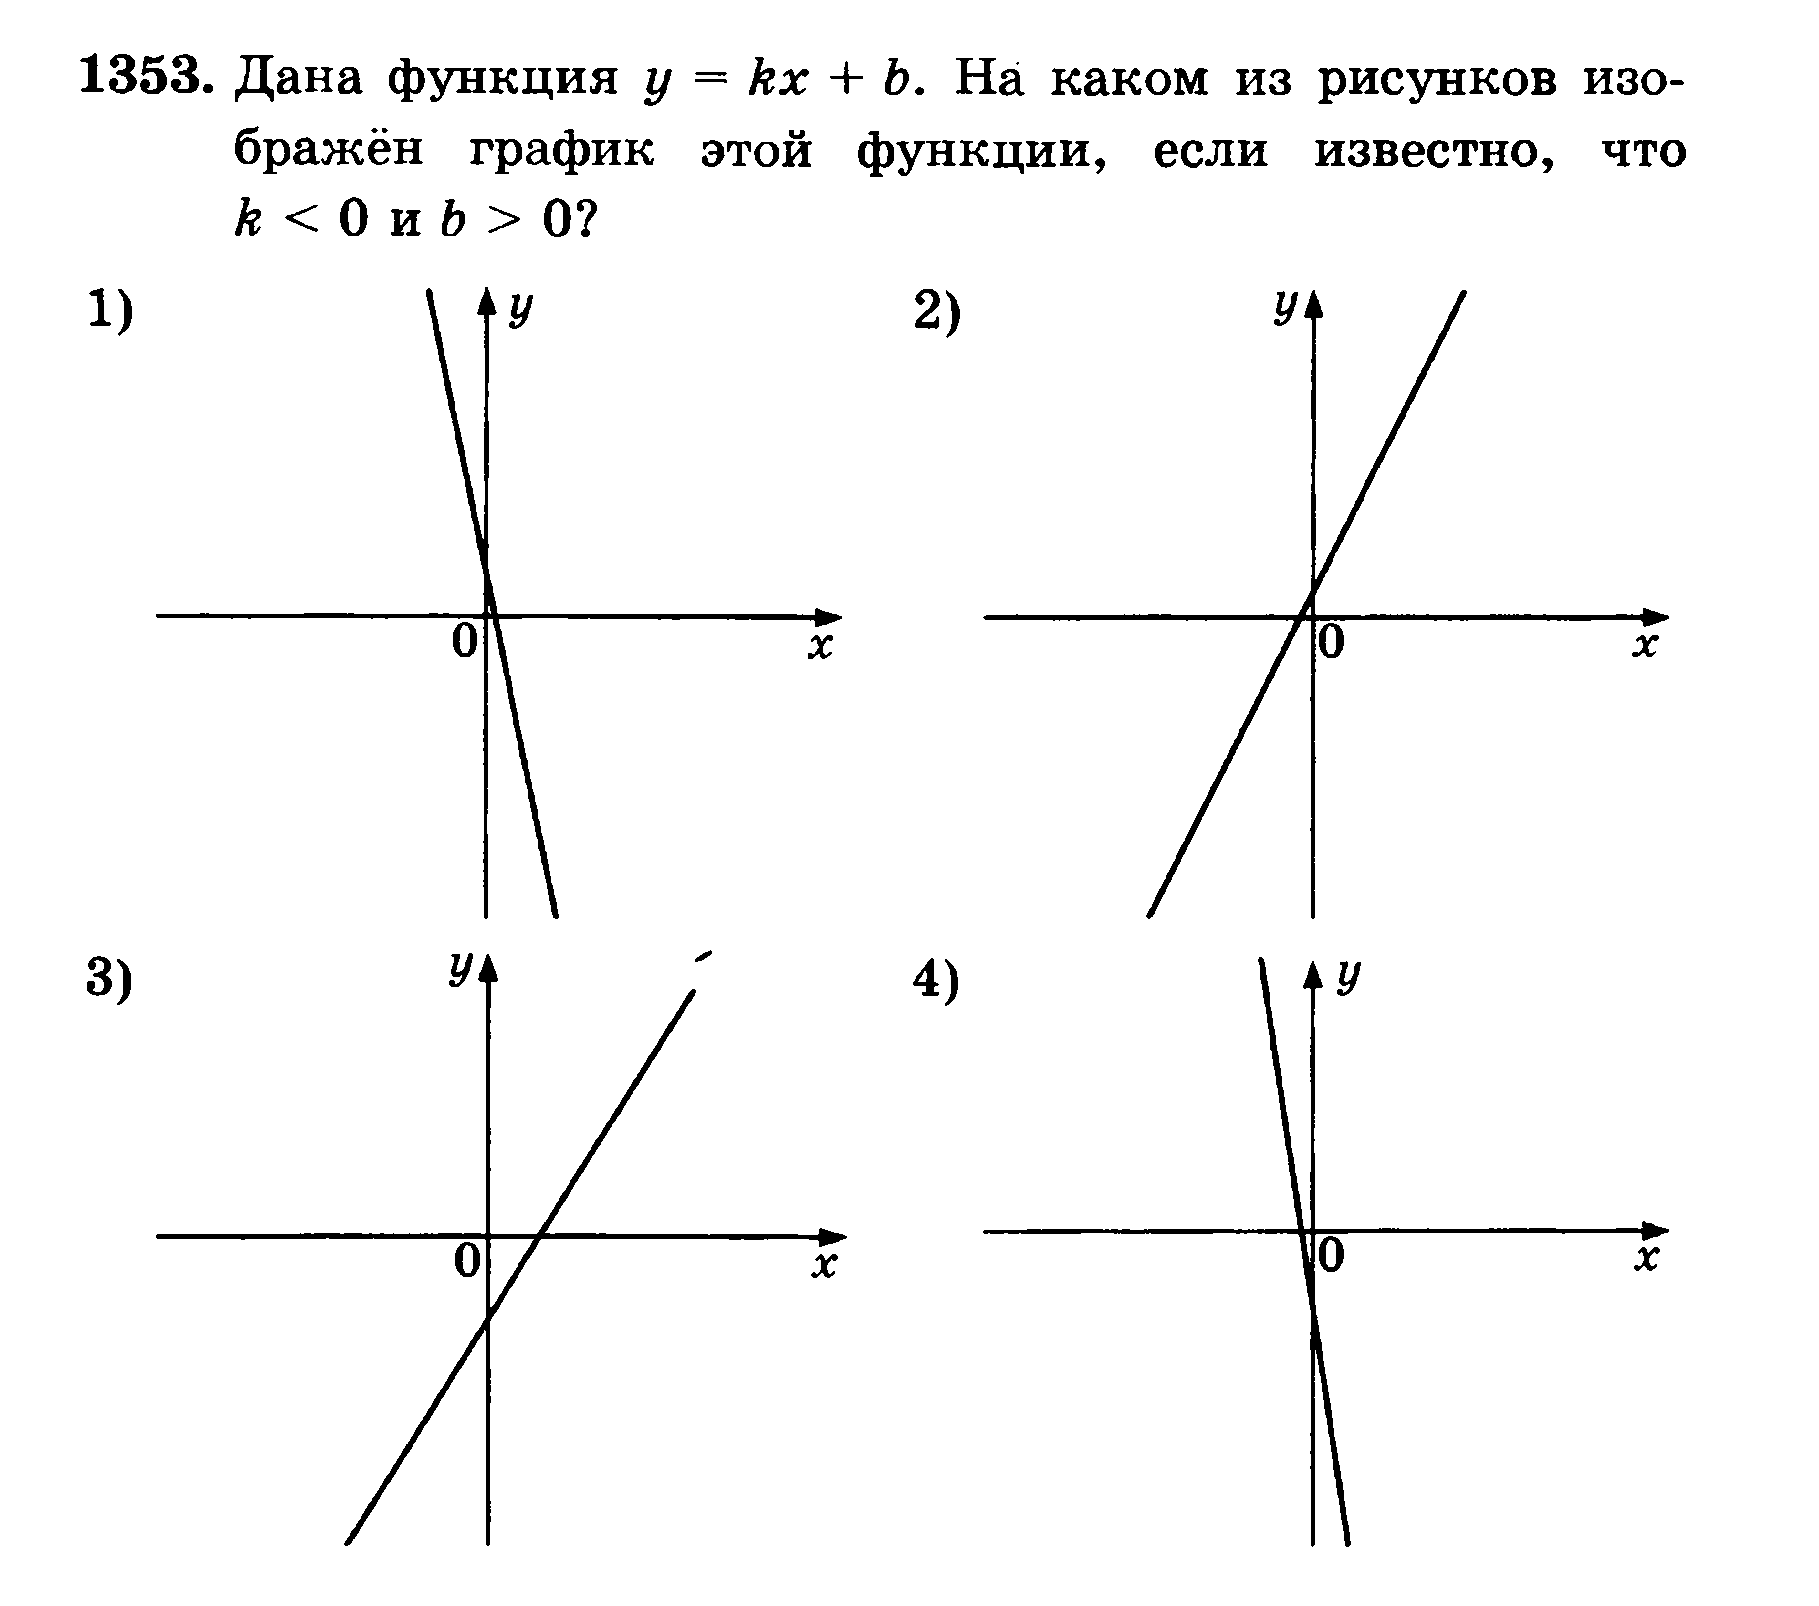 1353. Дана функция y = kx + b. На каком из рисунков изо-
бражён график этой функции, если известно, что
k < 0 и b > 0?
1) y 2) y
0 x 0 x
3) y 4) y
0 x 0 x